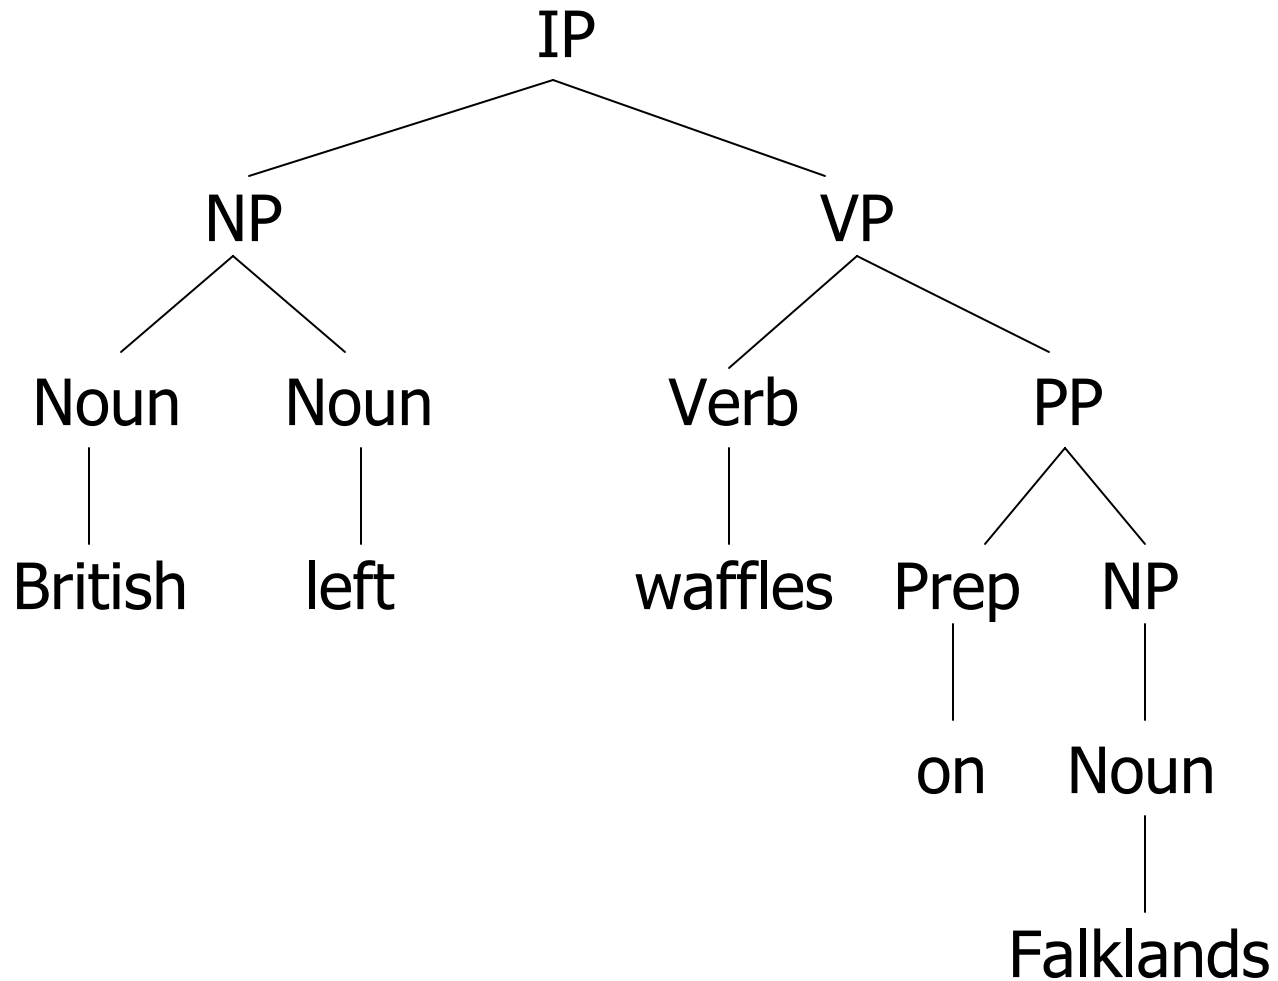 IP
NP VP
Noun Noun Verb PP
British left waffles Prep NP
on Noun
Falklands